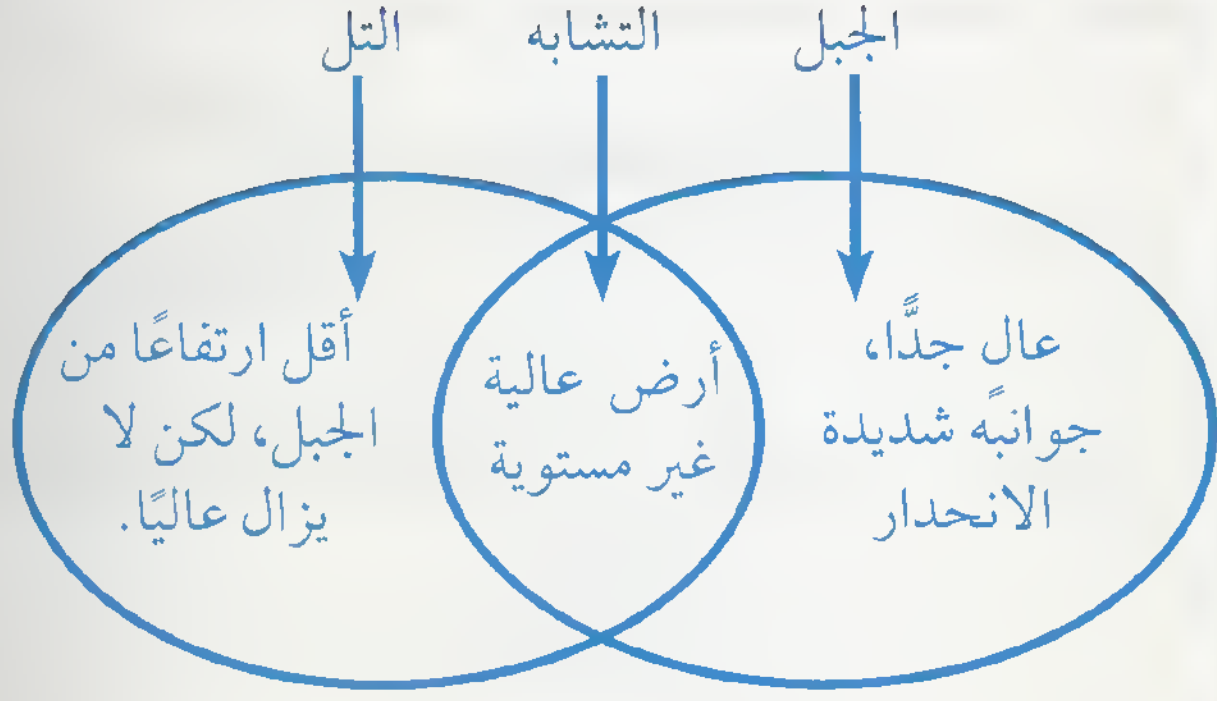 الجبل
التشابه
التل
عال جدًّا،
جوانبه شديدة
الانحدار
أرض عالية
غير مستوية
أقل ارتفاعًا من
الجبل، لكن لا
يزال عاليًا.